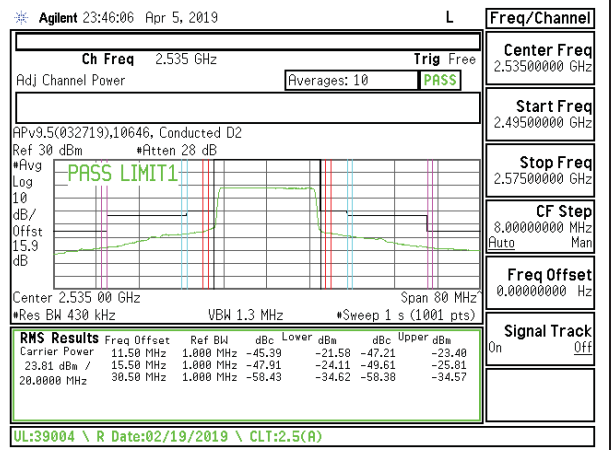 Agilent 23:46:06 Apr 5, 2019 L
Freq/Channel
Ch Freq 2.535 GHz Trig Free
Adj Channel Power Averages: 10 PASS
APv9.5(032719),10646, Conducted D2
Ref 30 dBm #Atten 28 dB
#Avg
Log
10
dB/
Offst
15.9
dB
PASS LIMIT1
Center 2.535 00 GHz Span 80 MHz^
#Res BW 430 kHz VBW 1.3 MHz #Sweep 1 s (1001 pts)
RMS Results Freq Offset Ref BW dBc Lower dBm dBc Upper dBm
Carrier Power 11.50 MHz 1.000 MHz -45.39 -21.58 -47.21 -23.40
23.81 dBm / 15.50 MHz 1.000 MHz -47.91 -24.11 -49.61 -25.81
20.0000 MHz 30.50 MHz 1.000 MHz -58.43 -34.62 -58.38 -34.57
UL:39004 \ R Date:02/19/2019 \ CLT:2.5(A)
Center Freq
2.53500000 GHz
Start Freq
2.49500000 GHz
Stop Freq
2.57500000 GHz
CF Step
8.00000000 MHz
Auto Man
Freq Offset
0.00000000 Hz
Signal Track
On Off